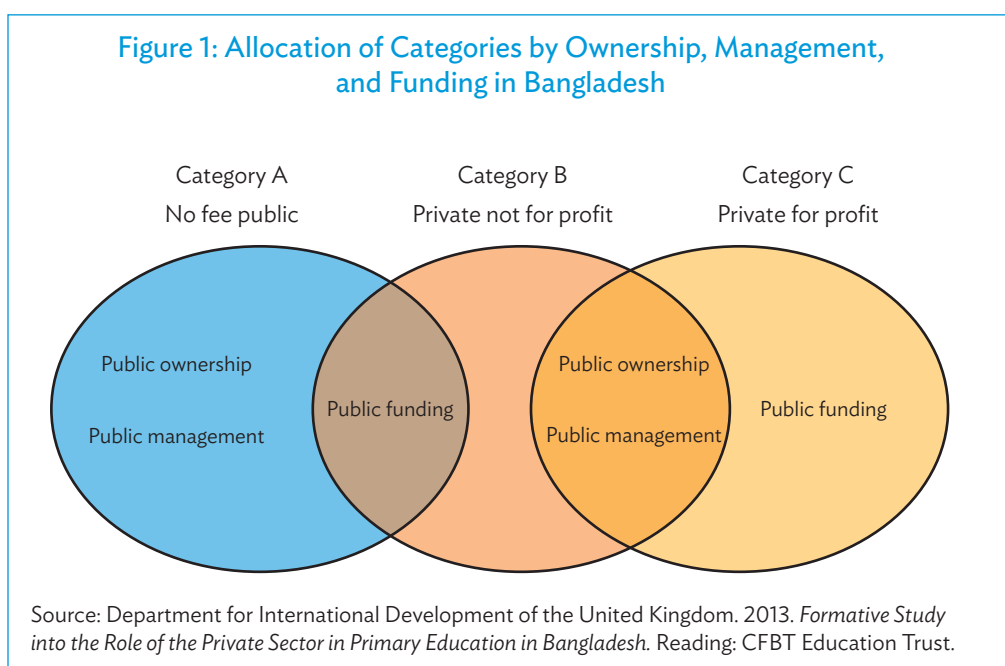 Figure 1: Allocation of Categories by Ownership, Management,
and Funding in Bangladesh
Category A
No fee public
Category B
Private not for profit
Category C
Private for profit
Public ownership
Public management
Public funding
Public ownership
Public management
Public funding
Source: Department for International Development of the United Kingdom. 2013. Formative Study
into the Role of the Private Sector in Primary Education in Bangladesh. Reading: CFBT Education Trust.